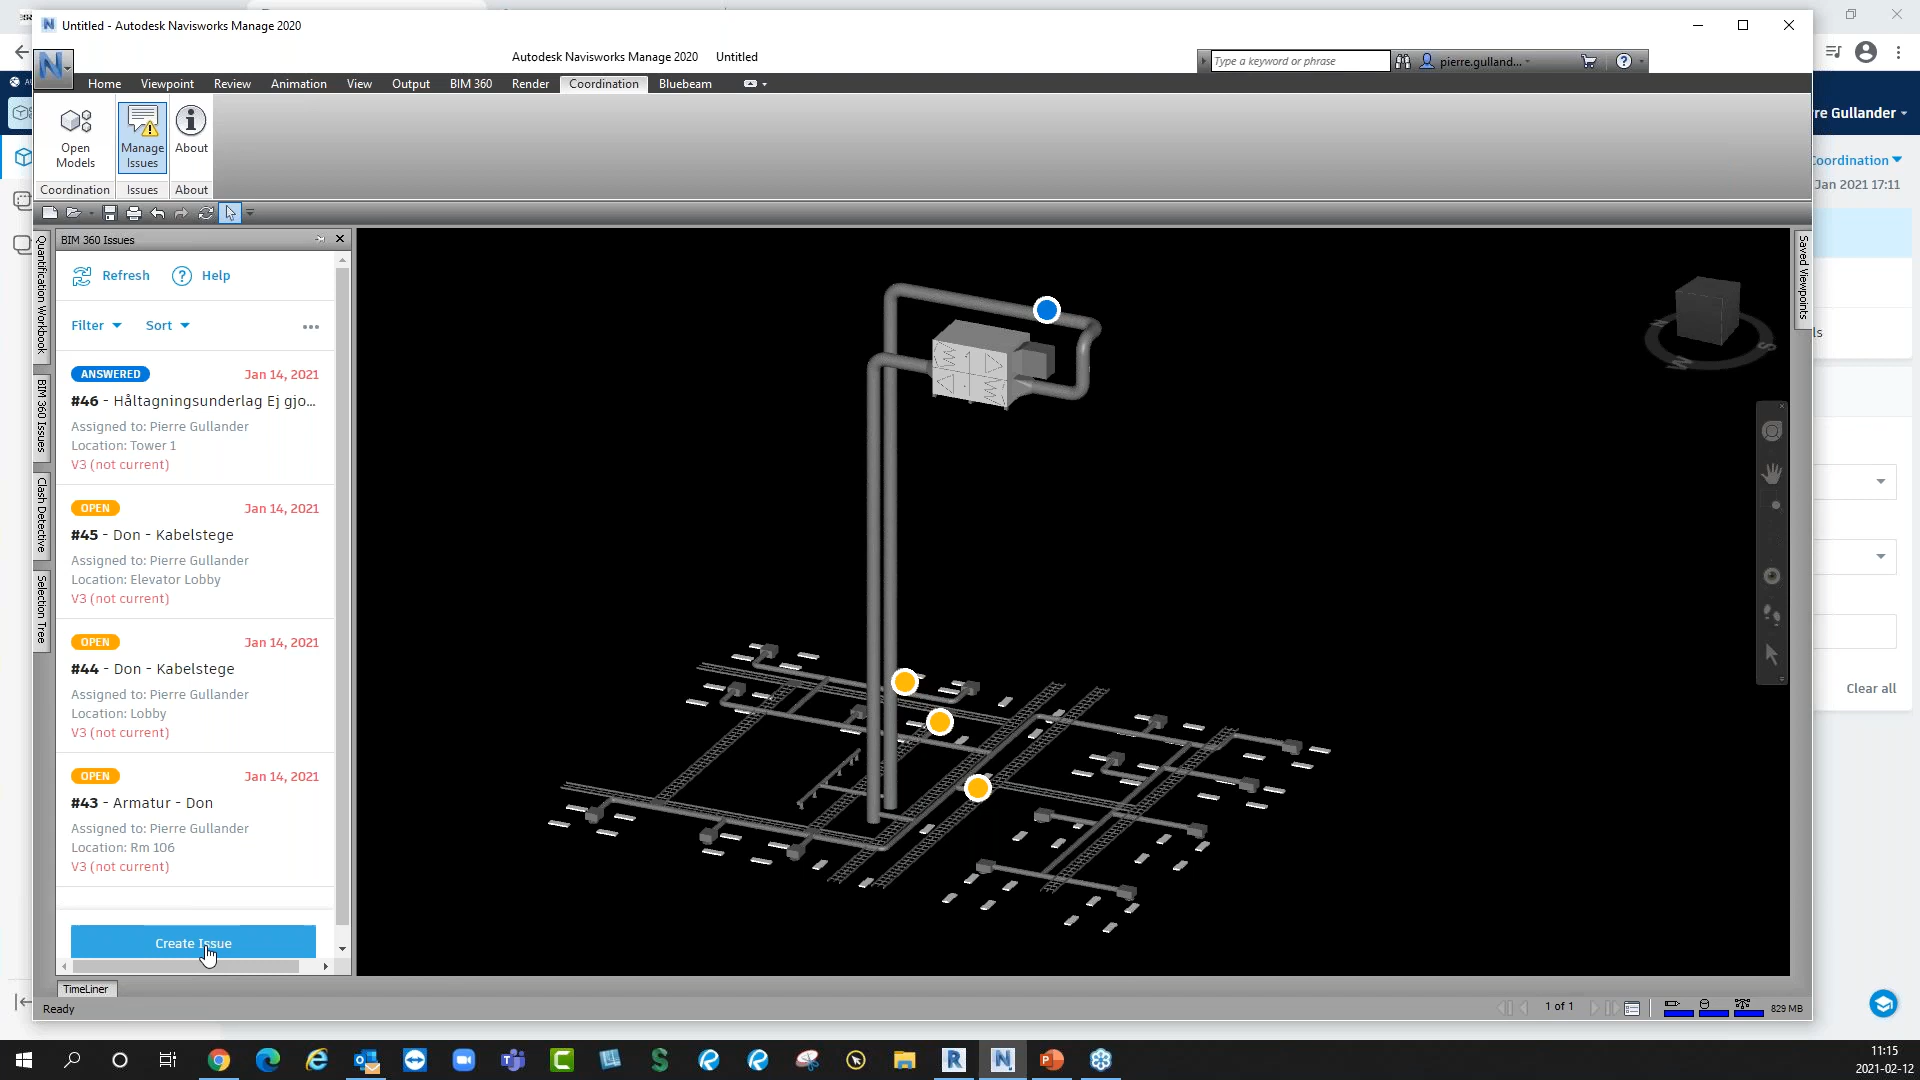 Untitled - Autodesk Navisworks Manage 2020
Autodesk Navisworks Manage 2020 Untitled
Type a keyword or phrase
pierre.gulland...
Home Viewpoint Review Animation View Output BIM 360 Render Coordination Bluebeam
Open Models
Manage Issues
About
Coordination Issues About
re Gullander
Coordination
Jan 2021 17:11
ls
Clear all
Quantification Workbook
BIM 360 Issues
Clash Detective
Selection Tree
Saved Viewpoints
BIM 360 Issues
Refresh Help
Filter Sort
ANSWERED Jan 14, 2021
#46 - Håltagningsunderlag Ej gjo...
Assigned to: Pierre Gullander
Location: Tower 1
V3 (not current)
OPEN Jan 14, 2021
#45 - Don - Kabelstege
Assigned to: Pierre Gullander
Location: Elevator Lobby
V3 (not current)
OPEN Jan 14, 2021
#44 - Don - Kabelstege
Assigned to: Pierre Gullander
Location: Lobby
V3 (not current)
OPEN Jan 14, 2021
#43 - Armatur - Don
Assigned to: Pierre Gullander
Location: Rm 106
V3 (not current)
Create Issue
TimeLiner
Ready
1 of 1
829 MB
11:15
2021-02-12